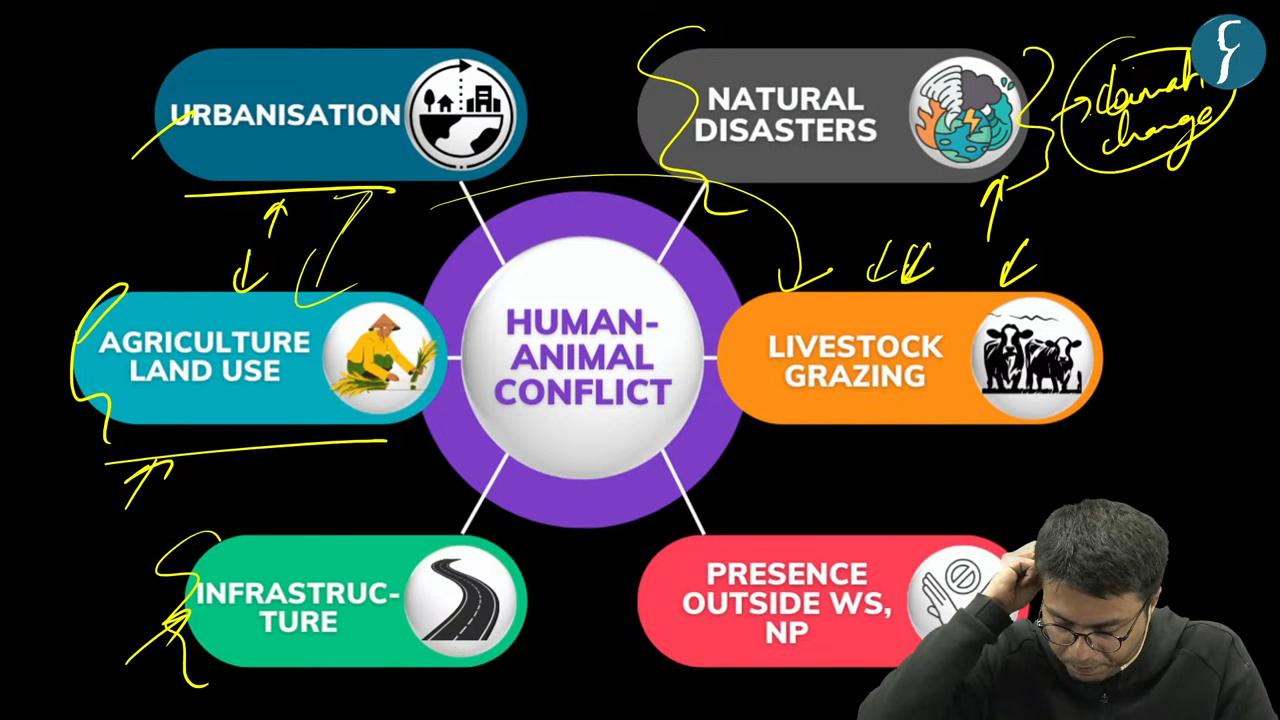 URBANISATION
NATURAL
DISASTERS
climate
change
AGRICULTURE
LAND USE
HUMAN-
ANIMAL
CONFLICT
LIVESTOCK
GRAZING
INFRASTRUC-
TURE
PRESENCE
OUTSIDE WS,
NP